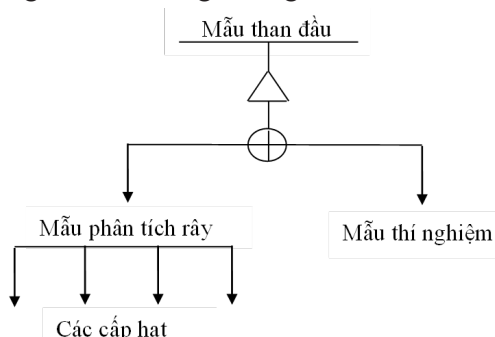 Mẫu than đầu
Mẫu phân tích rây
Mẫu thí nghiệm
Các cấp hạt